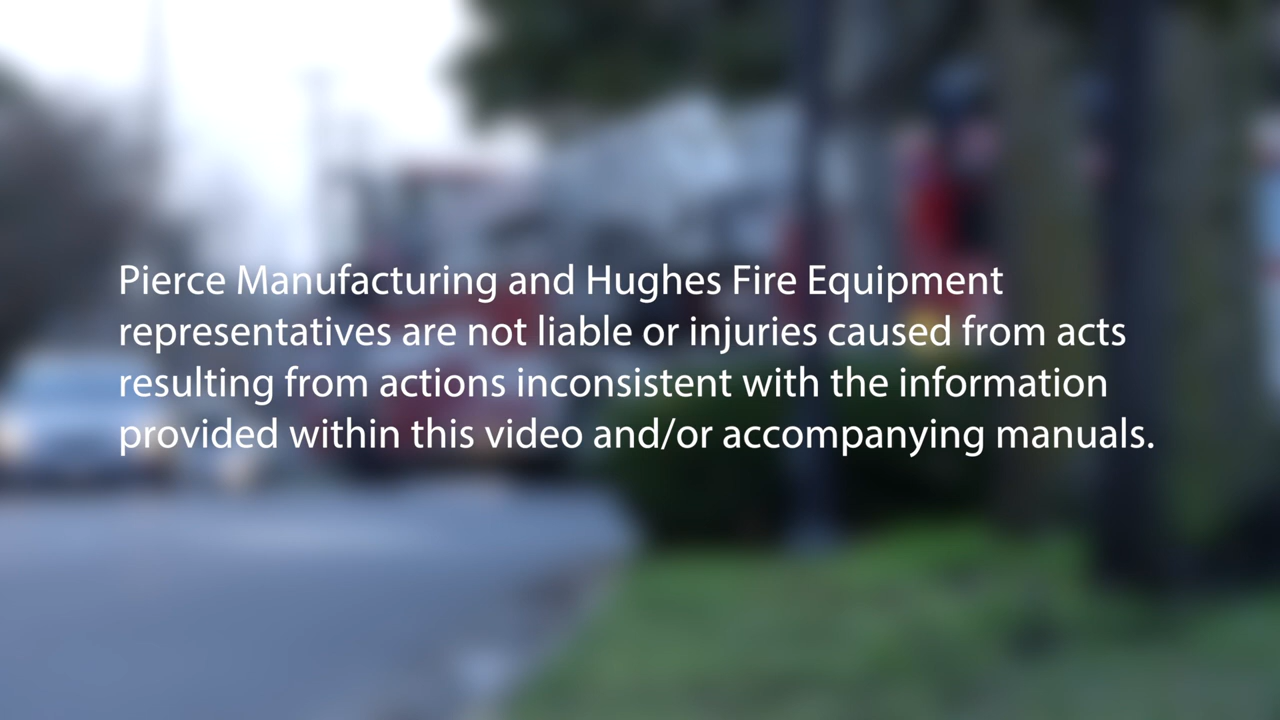 Pierce Manufacturing and Hughes Fire Equipment
representatives are not liable or injuries caused from acts
resulting from actions inconsistent with the information
provided within this video and/or accompanying manuals.